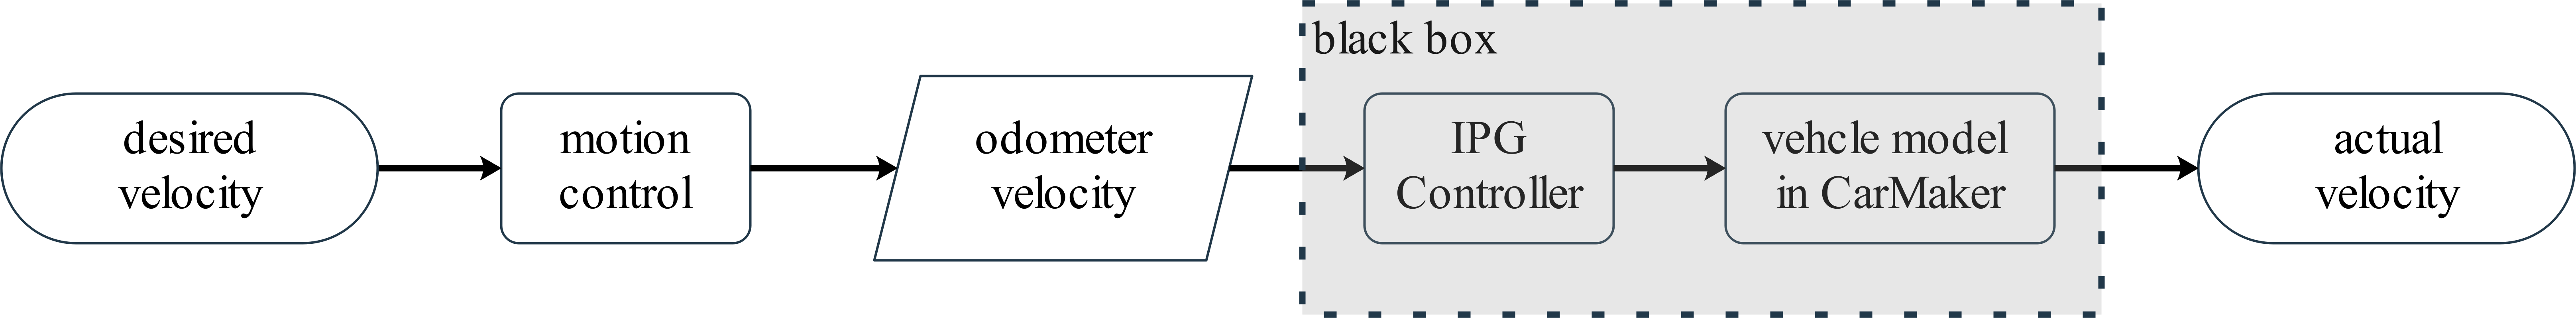 desired
velocity
motion
control
odometer
velocity
black box
IPG
Controller
vehcle model
in CarMaker
actual
velocity